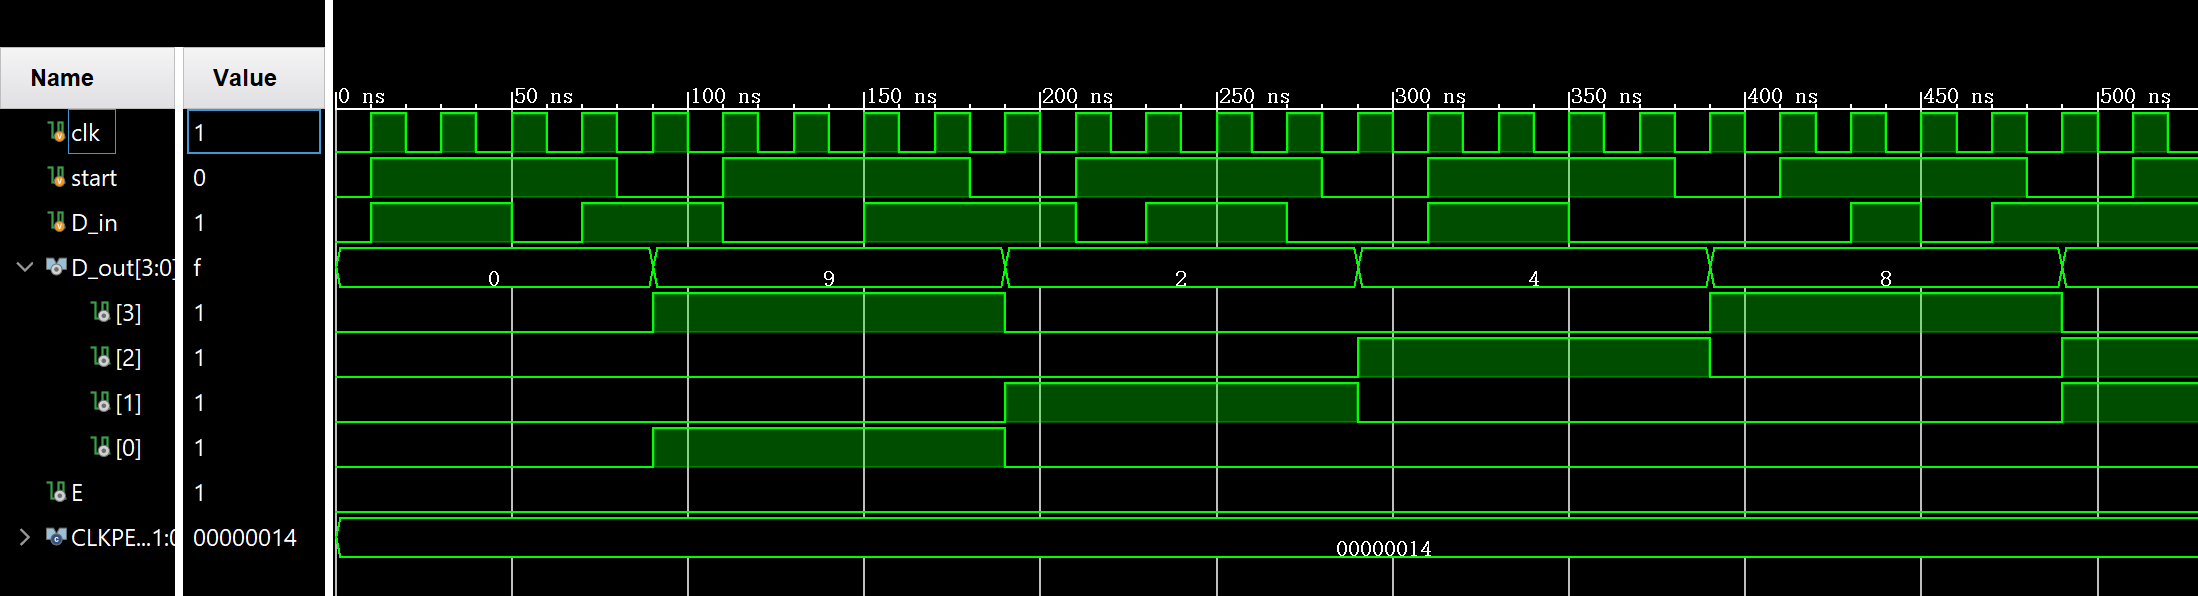 Name Value
0 ns 50 ns 100 ns 150 ns 200 ns 250 ns 300 ns 350 ns 400 ns 450 ns 500 ns
clk 1
start 0
D_in 1
D_out[3:0] f 0 9 2 4 8
[3] 1
[2] 1
[1] 1
[0] 1
E 1
CLKPE...1:0 00000014 00000014